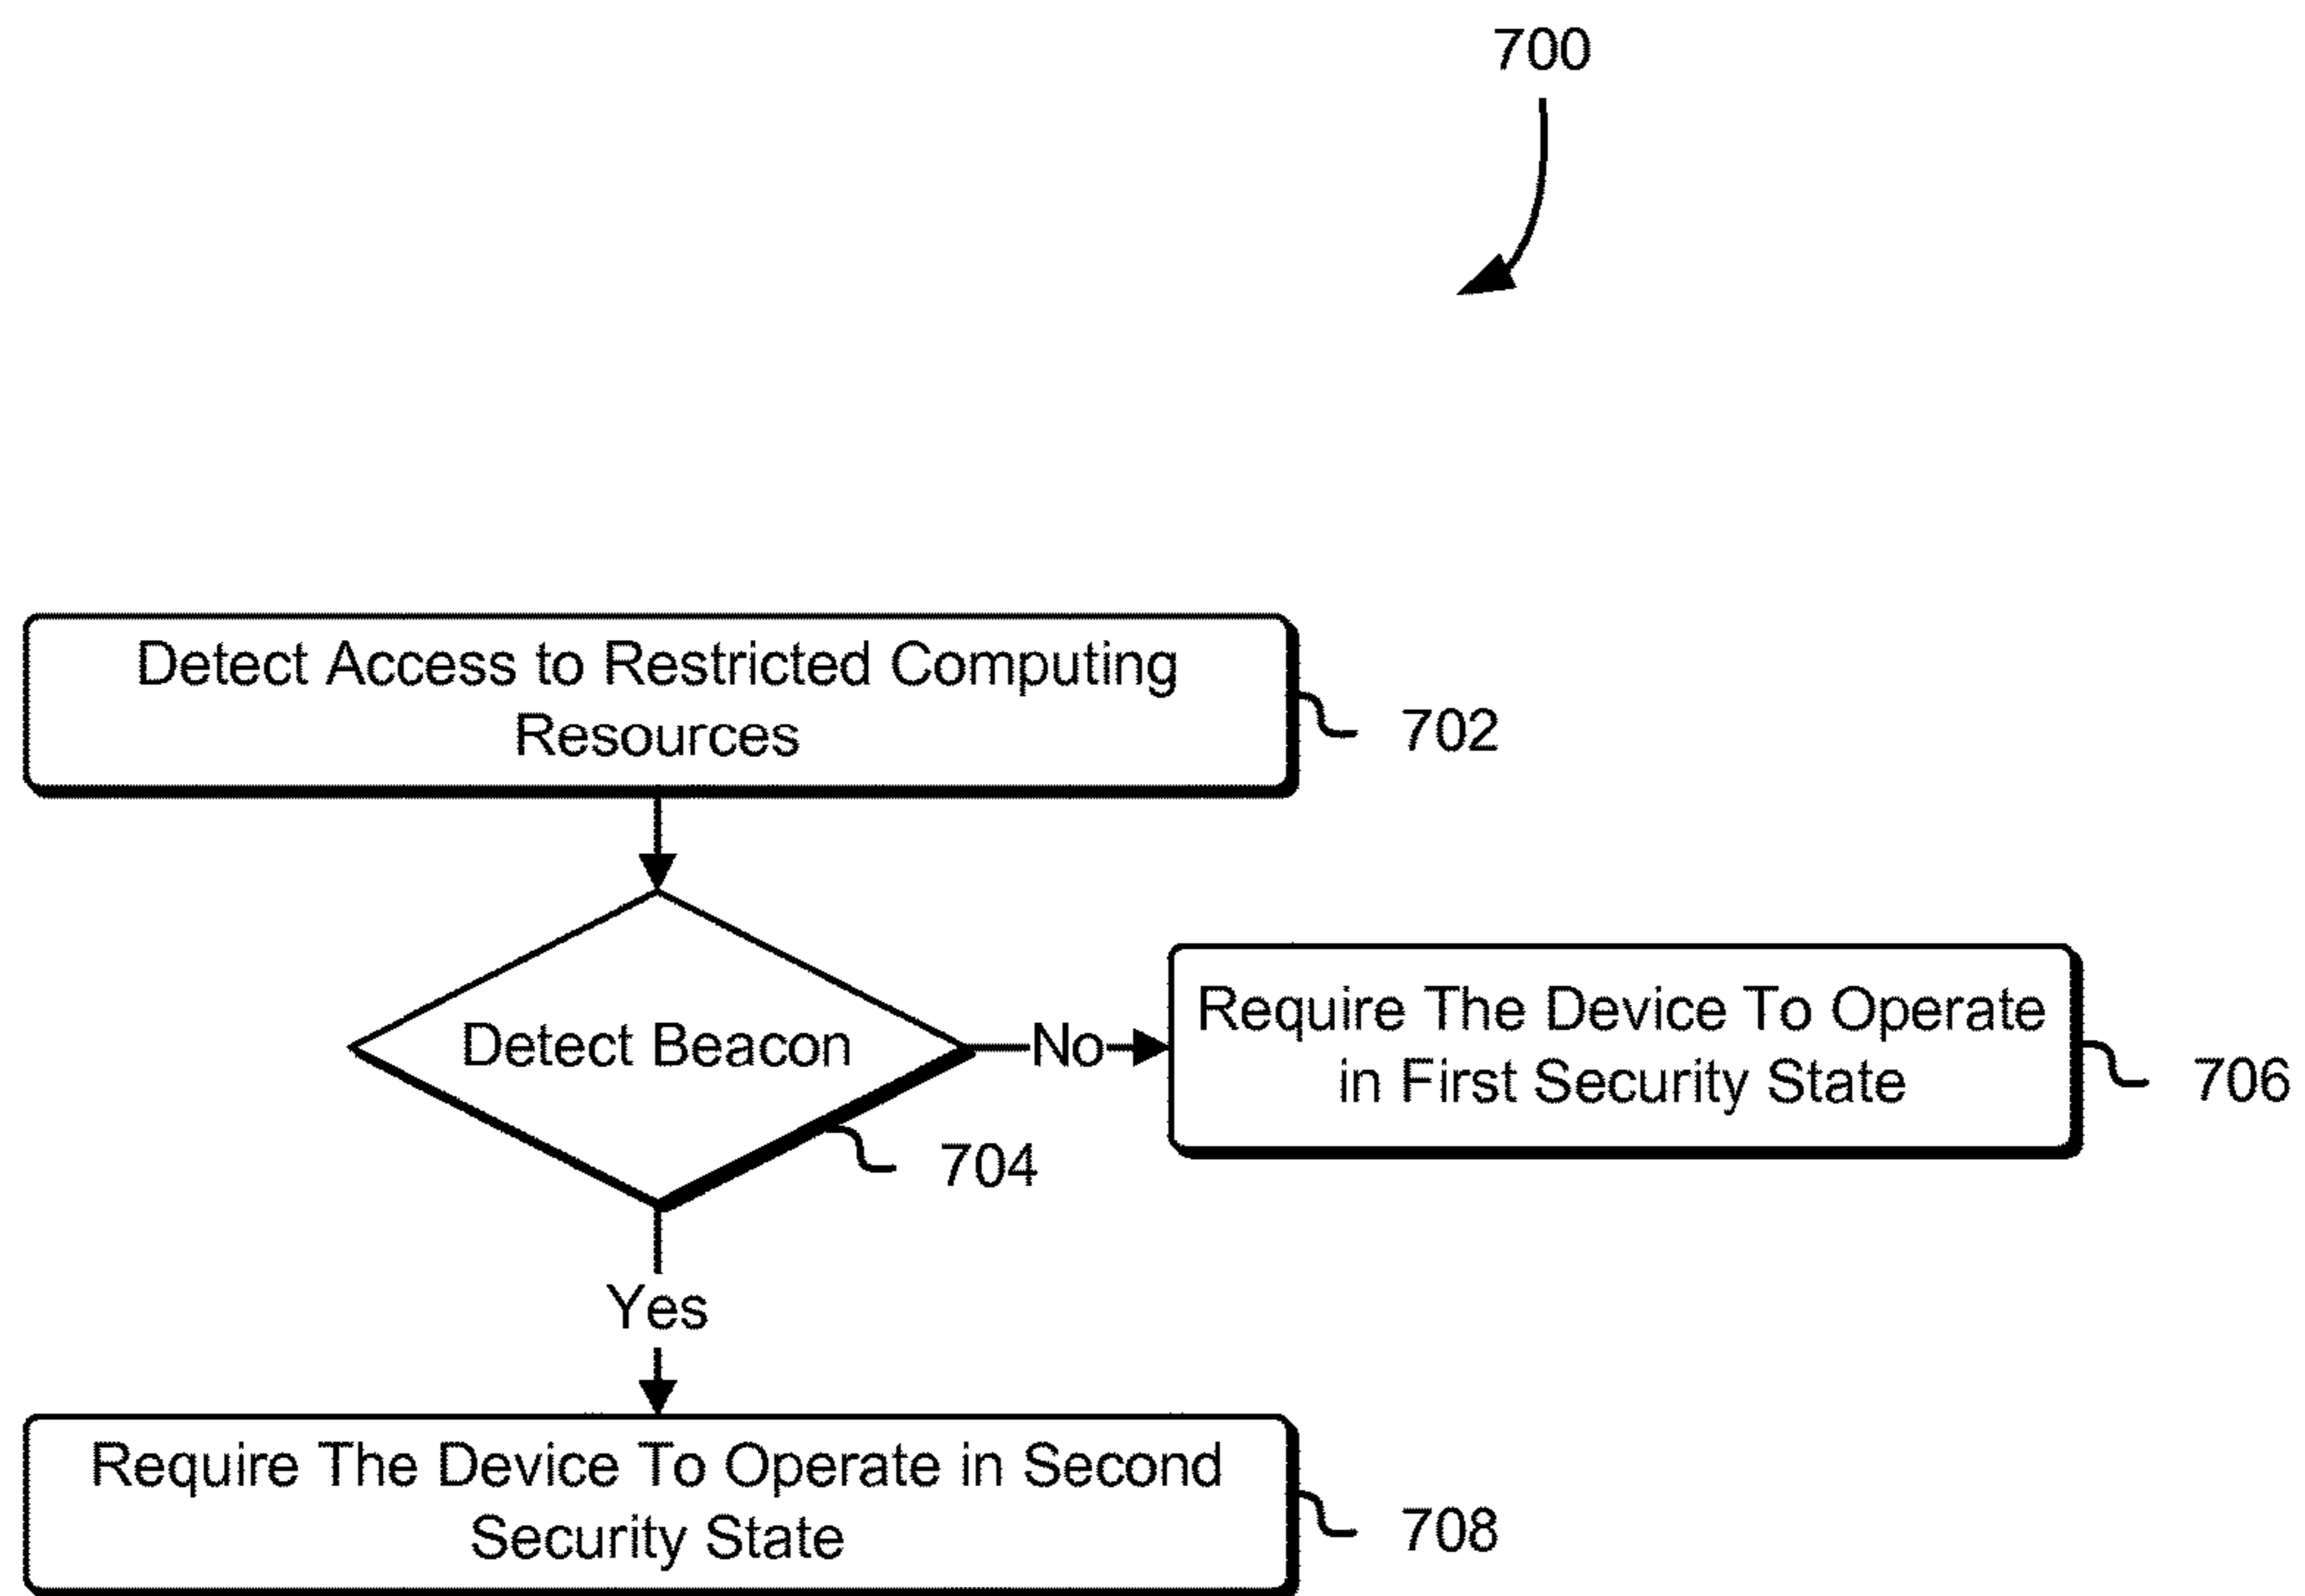 700
Detect Access to Restricted Computing
Resources
702
Detect Beacon
No
Require The Device To Operate
in First Security State
706
704
Yes
Require The Device To Operate in Second
Security State
708